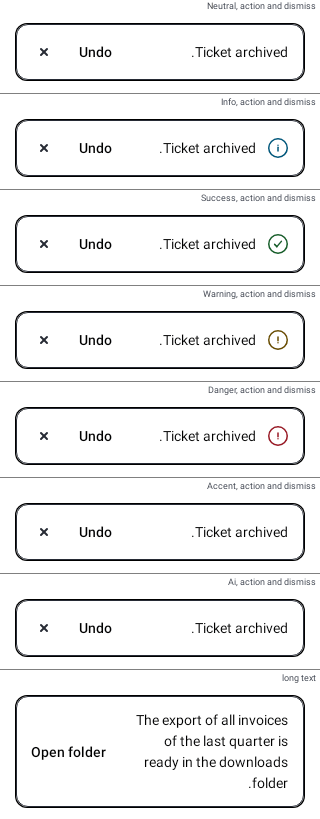 Neutral, action and dismiss
.Ticket archived
Undo
Info, action and dismiss
.Ticket archived
Undo
Success, action and dismiss
.Ticket archived
Undo
Warning, action and dismiss
.Ticket archived
Undo
Danger, action and dismiss
.Ticket archived
Undo
Accent, action and dismiss
.Ticket archived
Undo
Ai, action and dismiss
.Ticket archived
Undo
long text
The export of all invoices
of the last quarter is
ready in the downloads
.folder
Open folder